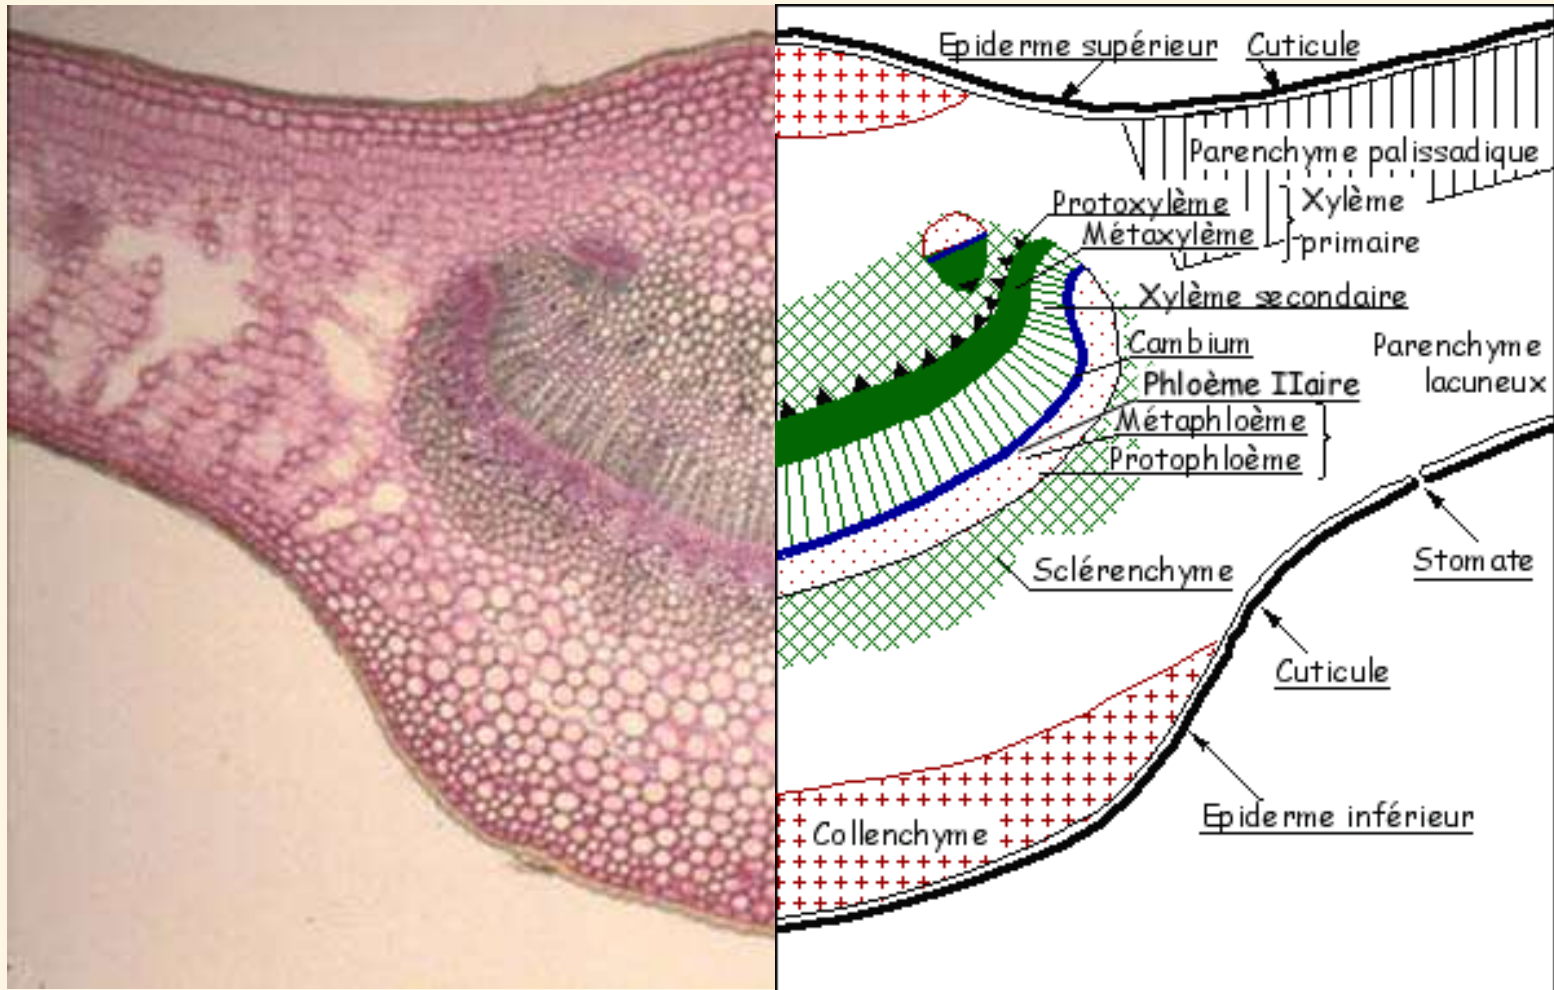 Epiderme supérieur
Cuticule
Parenchyme palissadique
Protoxylème
Métaxylème
Xylème
primaire
Xylème secondaire
Cambium
Parenchyme
lacuneux
Phloème IIaire
Métaphloème
Protophloème
Sclérenchyme
Stomate
Cuticule
Epiderme inférieur
Collenchyme